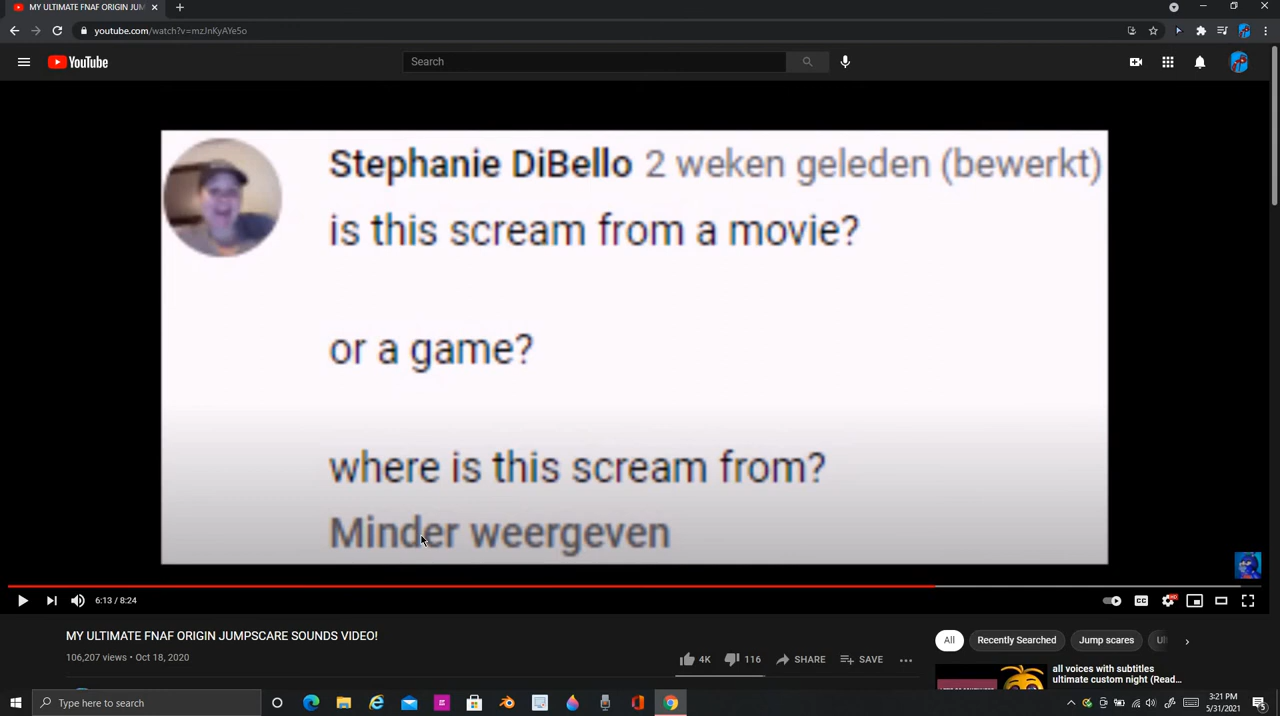 MY ULTIMATE FNAF ORIGIN JUM
youtube.com/watch?v=mzJnKyAYe5o
YouTube
Search
Stephanie DiBello 2 weken geleden (bewerkt)
is this scream from a movie?
or a game?
where is this scream from?
Minder weergeven
6:13 / 8:24
CC
HD
MY ULTIMATE FNAF ORIGIN JUMPSCARE SOUNDS VIDEO!
106,207 views • Oct 18, 2020
4K
116
SHARE
SAVE
All
Recently Searched
Jump scares
all voices with subtitles
ultimate custom night (Read...
Type here to search
3:21 PM
5/31/2021